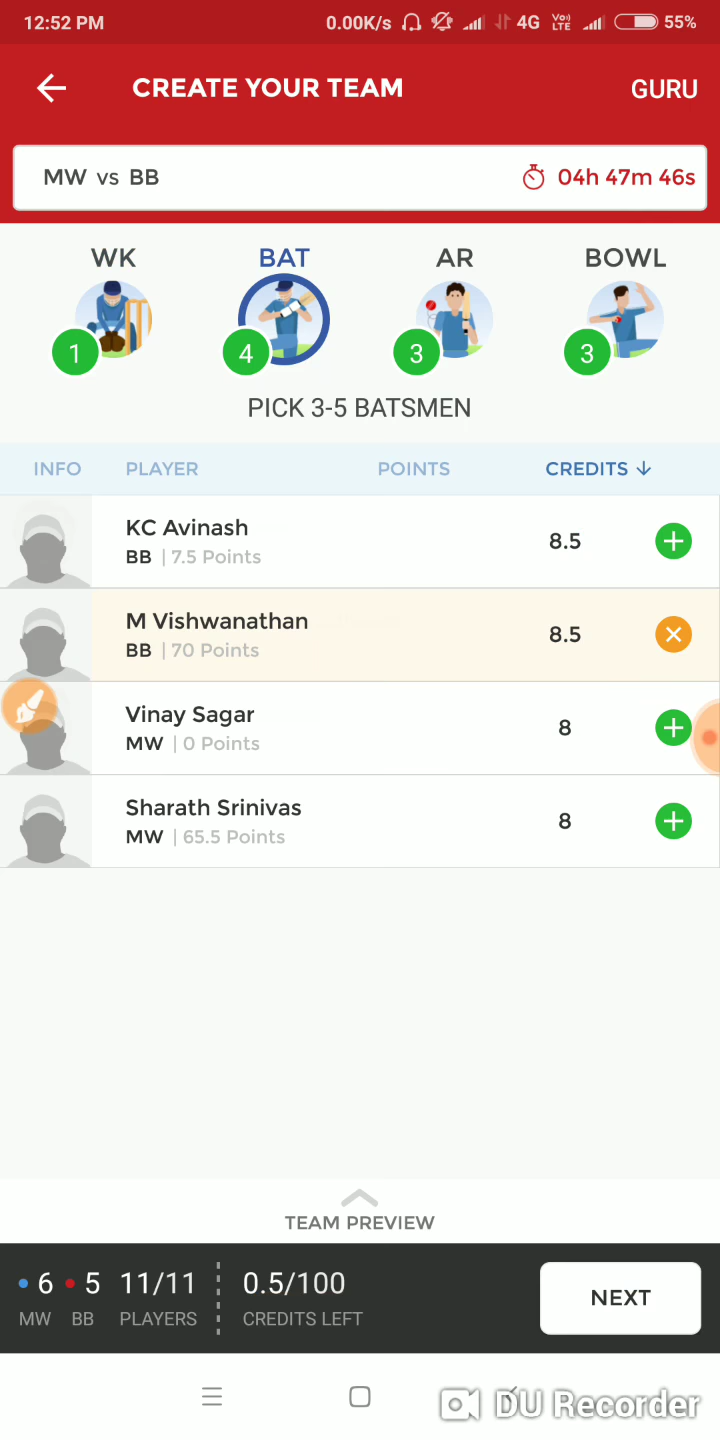 12:52 PM 0.00K/s 4G Vo) LTE 55%
CREATE YOUR TEAM GURU
MW vs BB 04h 47m 46s
WK BAT AR BOWL
1 4 3 3
PICK 3-5 BATSMEN
INFO PLAYER POINTS CREDITS
KC Avinash
BB | 7.5 Points 8.5
M Vishwanathan
BB | 70 Points 8.5
Vinay Sagar
MW | 0 Points 8
Sharath Srinivas
MW | 65.5 Points 8
TEAM PREVIEW
6 5 11/11 0.5/100 NEXT
MW BB PLAYERS CREDITS LEFT
DU Recorder